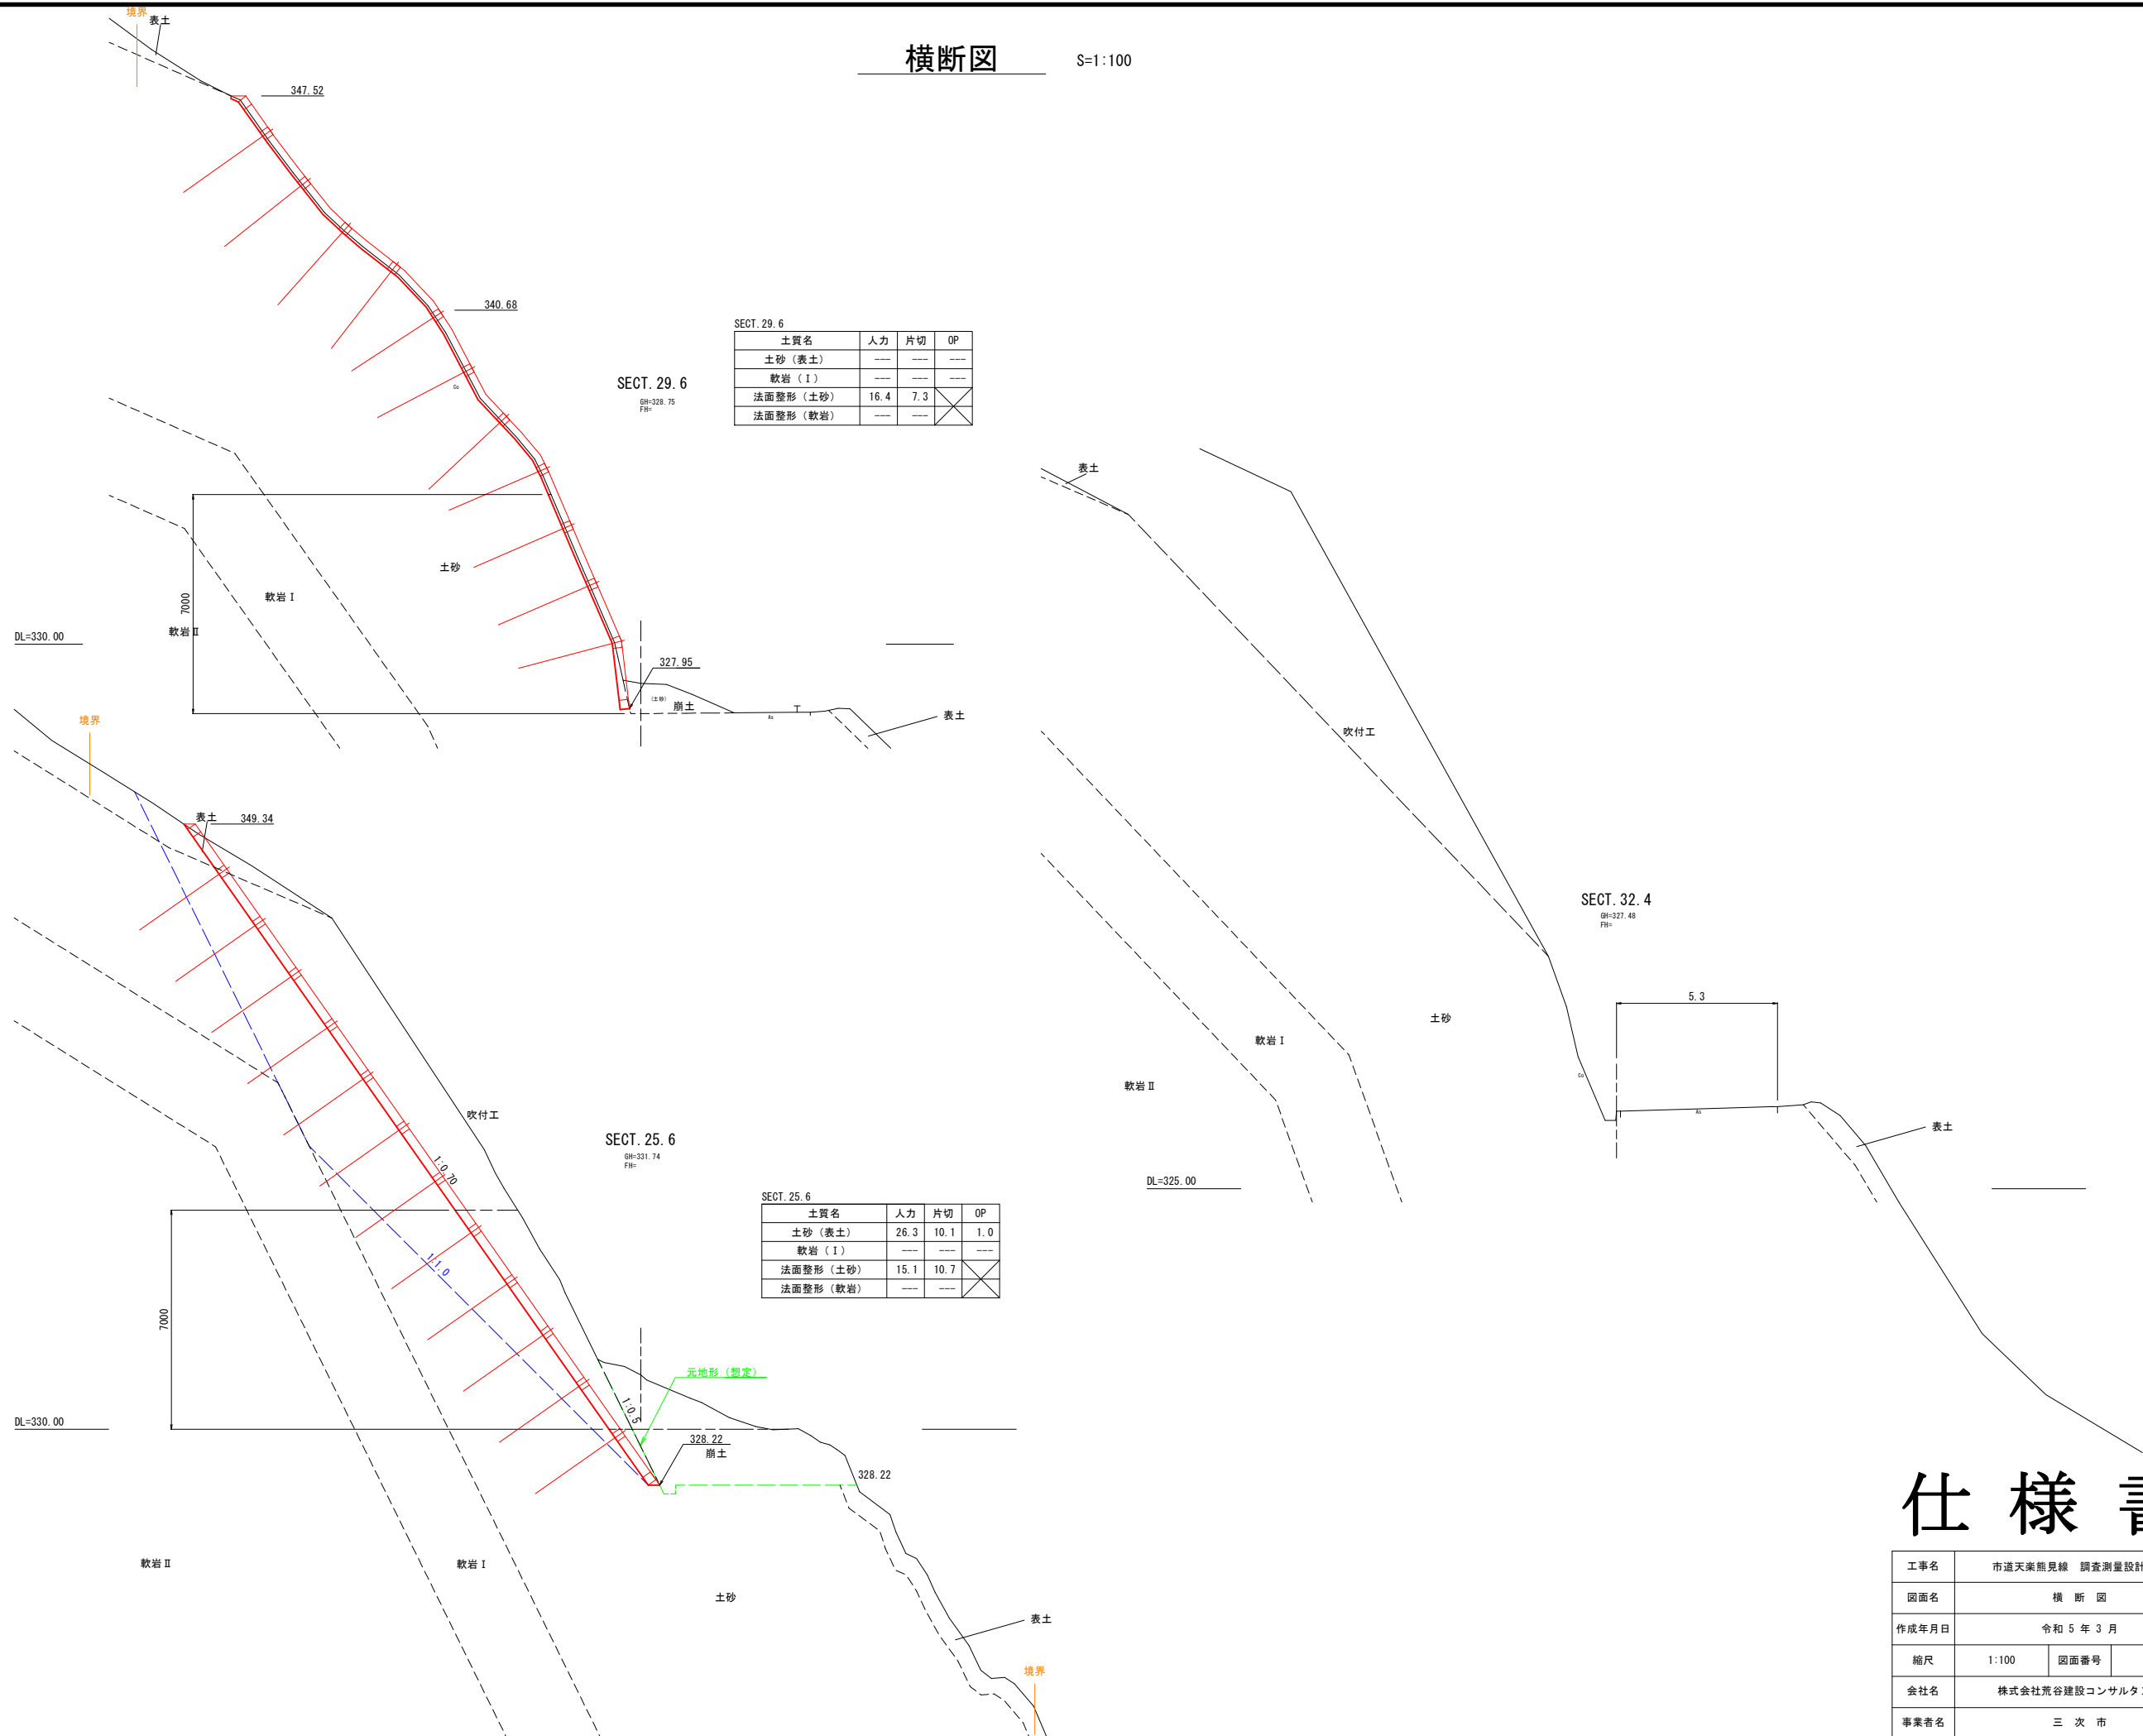 横断図 S=1:100
境界
表土
347.52
340.68
Co
SECT.29.6
GH=328.75
FH=
SECT.29.6
土質名 人力 片切 OP
土砂（表土） --- --- ---
軟岩（Ⅰ） --- --- ---
法面整形（土砂） 16.4 7.3
法面整形（軟岩） --- ---
土砂
軟岩Ⅰ
軟岩Ⅱ
7000
DL=330.00
327.95
(土砂)
崩土
As
表土
境界
表土
349.34
吹付工
1:0.70
1:1.0
1:0.5
SECT.25.6
GH=331.74
FH=
SECT.25.6
土質名 人力 片切 OP
土砂（表土） 26.3 10.1 1.0
軟岩（Ⅰ） --- --- ---
法面整形（土砂） 15.1 10.7
法面整形（軟岩） --- ---
7000
元地形（想定）
DL=330.00
328.22
崩土
328.22
軟岩Ⅱ
軟岩Ⅰ
土砂
表土
境界
表土
吹付工
SECT.32.4
GH=327.48
FH=
5.3
土砂
軟岩Ⅰ
軟岩Ⅱ
Co
As
表土
DL=325.00
仕様書
工事名 市道天楽熊見線 調査測量設計
図面名 横断図
作成年月日 令和5年3月
縮尺 1:100 図面番号
会社名 株式会社荒谷建設コンサルタ
事業者名 三次市